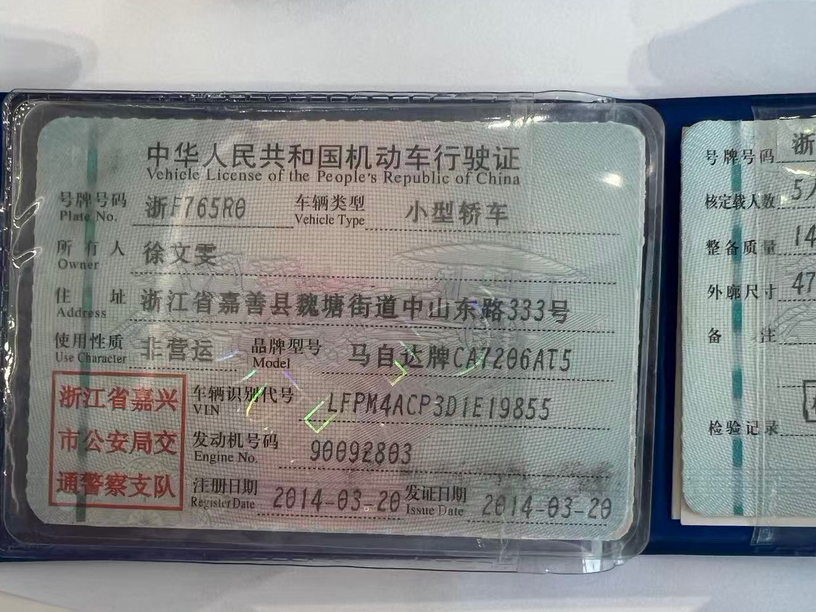 中华人民共和国机动车行驶证
Vehicle License of the People's Republic of China
号牌号码 浙F765R0 车辆类型 小型轿车
Plate No. Vehicle Type
所有人 徐文雯
Owner
住址 浙江省嘉善县魏塘街道中山东路333号
Address
使用性质 非营运 品牌型号 马自达牌CA7206AT5
Use Character Model
浙江省嘉兴
市公安局交
通警察支队
车辆识别代号 LFPM4ACP3D1E19855
VIN
发动机号码 90092803
Engine No.
注册日期 2014-03-20 发证日期 2014-03-20
Register Date Issue Date
号牌号码 浙
核定载人数 5人
整备质量 14
外廓尺寸 47
备注
检验记录